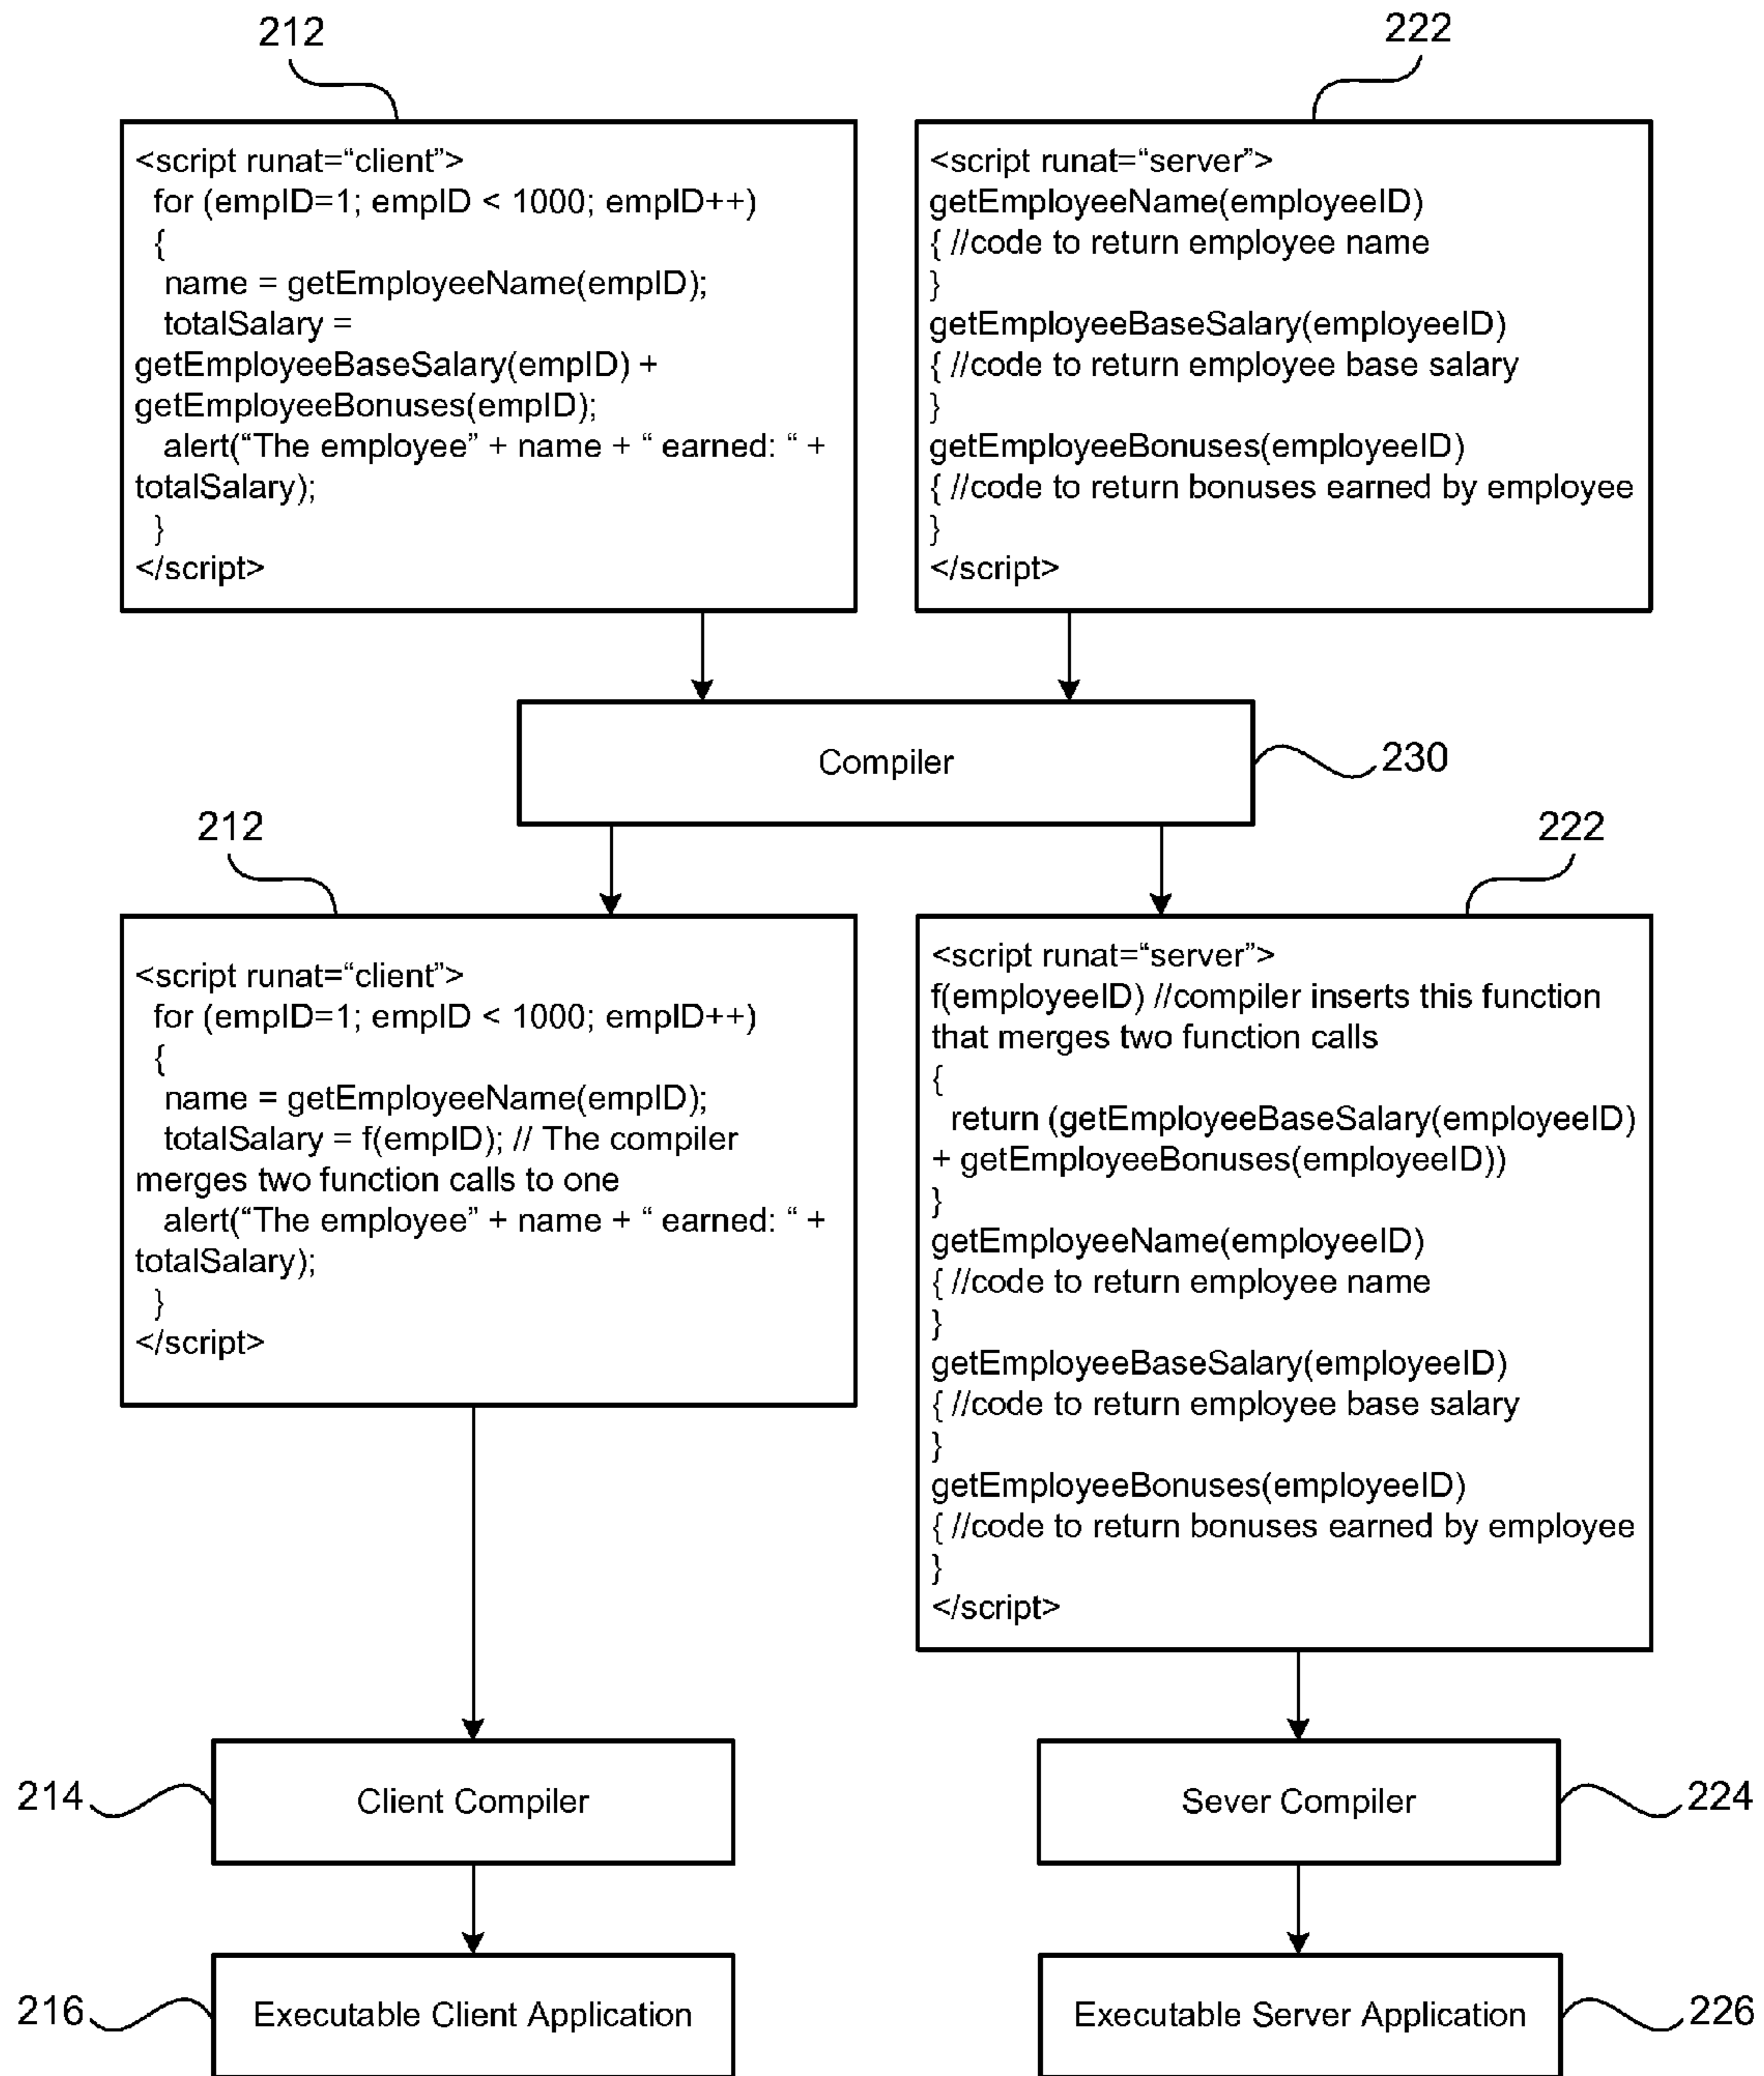 212
222
<script runat=“client”>
for (empID=1; empID < 1000; empID++)
{
name = getEmployeeName(empID);
totalSalary =
getEmployeeBaseSalary(empID) +
getEmployeeBonuses(empID);
alert(“The employee” + name + “ earned: “ +
totalSalary);
}
</script>
<script runat=“server”>
getEmployeeName(employeeID)
{ //code to return employee name
}
getEmployeeBaseSalary(employeeID)
{ //code to return employee base salary
}
getEmployeeBonuses(employeeID)
{ //code to return bonuses earned by employee
}
</script>
Compiler
230
212
222
<script runat=“client”>
for (empID=1; empID < 1000; empID++)
{
name = getEmployeeName(empID);
totalSalary = f(empID); // The compiler
merges two function calls to one
alert(“The employee” + name + “ earned: “ +
totalSalary);
}
</script>
<script runat=“server”>
f(employeeID) //compiler inserts this function
that merges two function calls
{
return (getEmployeeBaseSalary(employeeID)
+ getEmployeeBonuses(employeeID))
}
getEmployeeName(employeeID)
{ //code to return employee name
}
getEmployeeBaseSalary(employeeID)
{ //code to return employee base salary
}
getEmployeeBonuses(employeeID)
{ //code to return bonuses earned by employee
}
</script>
214
Client Compiler
Sever Compiler
224
216
Executable Client Application
Executable Server Application
226